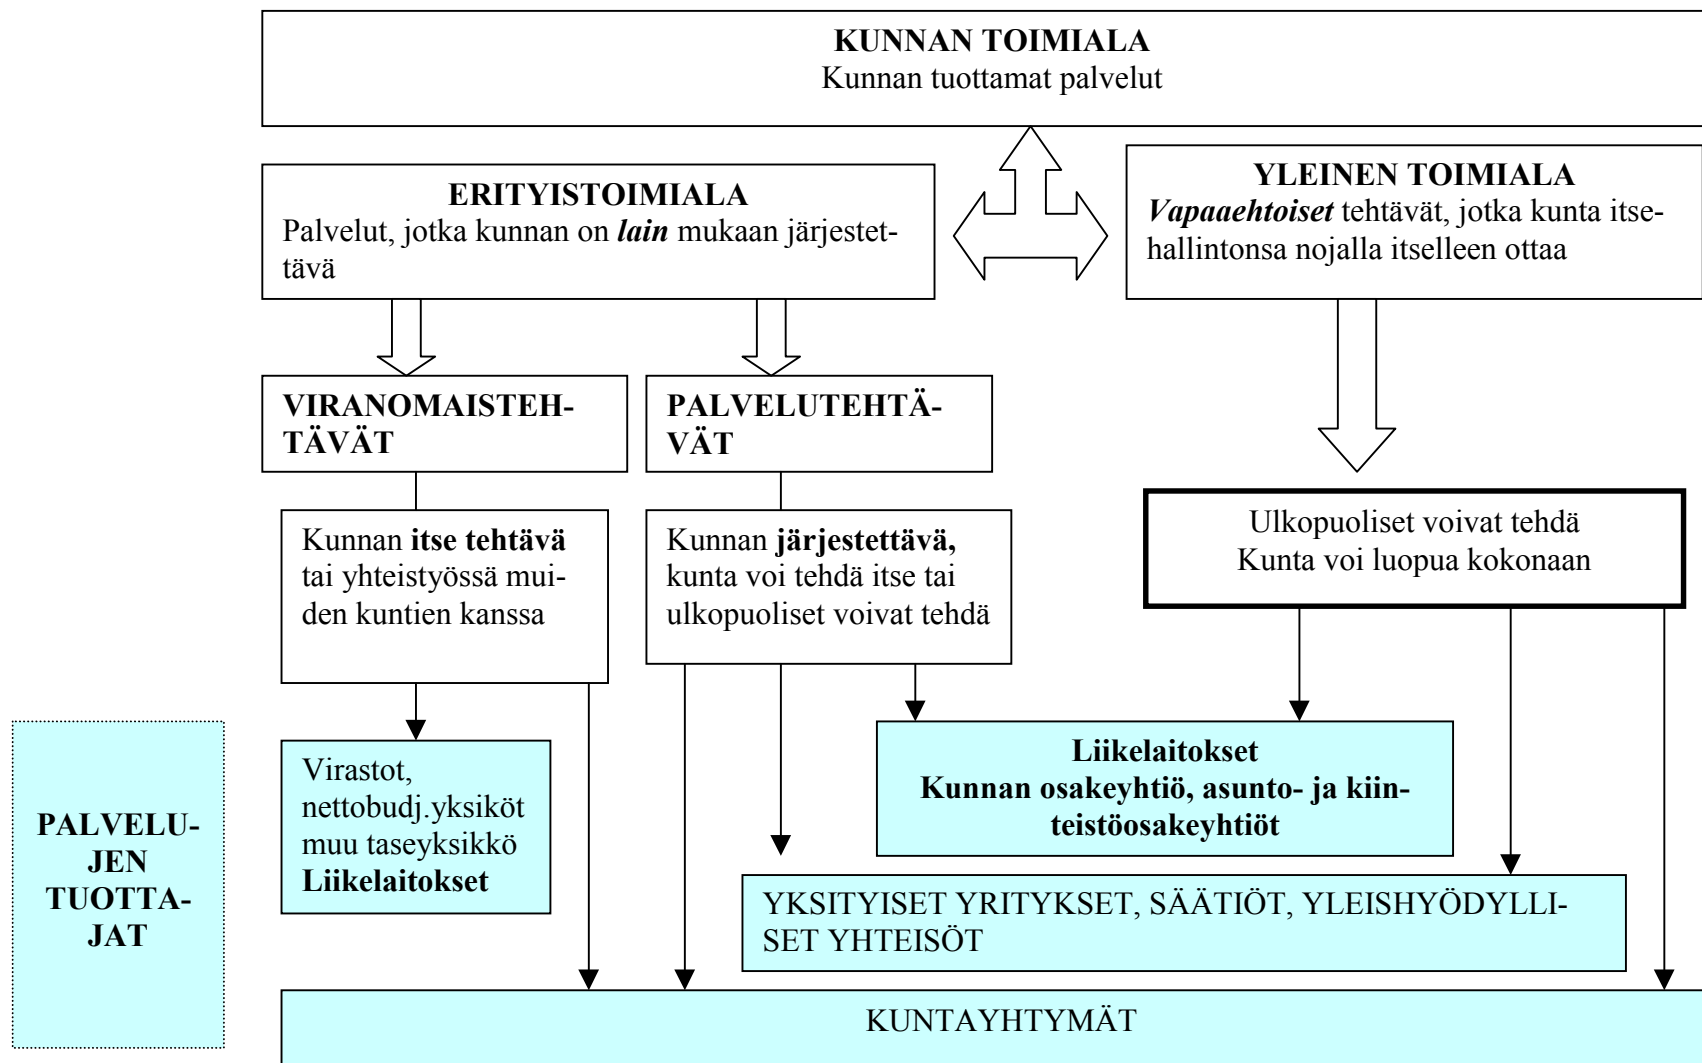 KUNNAN TOIMIALA
Kunnan tuottamat palvelut
ERITYISTOIMIALA
Palvelut, jotka kunnan on lain mukaan järjestet-
tävä
YLEINEN TOIMIALA
Vapaaehtoiset tehtävät, jotka kunta itse-
hallintonsa nojalla itselleen ottaa
VIRANOMAISTEH-
TÄVÄT
PALVELUTEHTÄ-
VÄT
Kunnan itse tehtävä
tai yhteistyössä mui-
den kuntien kanssa
Kunnan järjestettävä,
kunta voi tehdä itse tai
ulkopuoliset voivat tehdä
Ulkopuoliset voivat tehdä
Kunta voi luopua kokonaan
PALVELU-
JEN
TUOTTA-
JAT
Virastot,
nettobudj.yksiköt
muu taseyksikkö
Liikelaitokset
Liikelaitokset
Kunnan osakeyhtiö, asunto- ja kiin-
teistöosakeyhtiöt
YKSITYISET YRITYKSET, SÄÄTIÖT, YLEISHYÖDYLLI-
SET YHTEISÖT
KUNTAYHTYMÄT